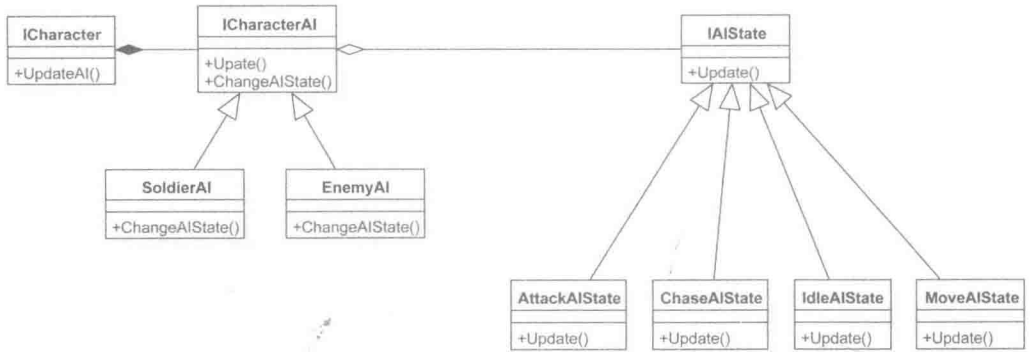 ICharacter
+UpdateAI()
ICharacterAI
+Upate()
+ChangeAIState()
IAIState
+Update()
SoldierAI
+ChangeAIState()
EnemyAI
+ChangeAIState()
AttackAIState
+Update()
ChaseAIState
+Update()
IdleAIState
+Update()
MoveAIState
+Update()